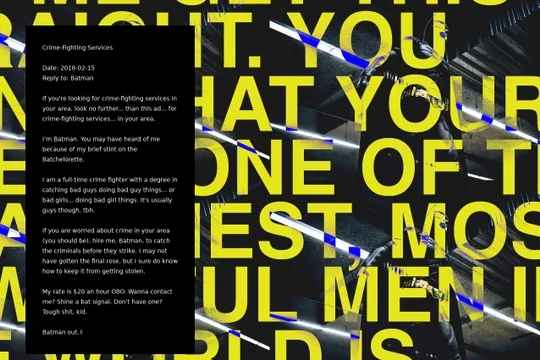 ME GET THIS
RAIGHT. YOU
HAT YOUR
ONE OF T
EST, MOS
UL MEN I
WORLD IS
Crime-Fighting Services
Date: 2018-02-15
Reply to: Batman
If you're looking for crime-fighting services in
your area. look no further... than this ad... for
crime-fighting services... in your area.
I'm Batman. You may have heard of me
because of my brief stint on the
Batchelorette.
I am a full-time crime fighter with a degree in
catching bad guys doing bad guy things... or
bad girls... doing bad girl things. It's usually
guys though, tbh.
If you are worried about crime in your area
(you should be), hire me, Batman, to catch
the criminals before they strike. I may not
have gotten the final rose, but I sure do know
how to keep it from getting stolen.
My rate is $20 an hour OBO. Wanna contact
me? Shine a bat signal. Don't have one?
Tough shit, kid.
Batman out.